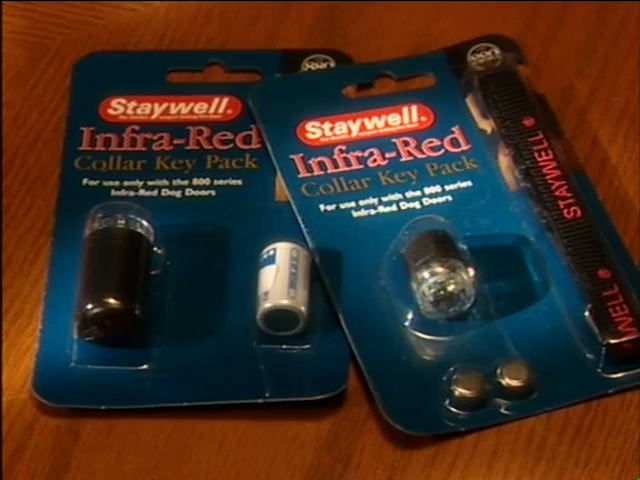 Staywell®
Infra-Red
Collar Key Pack
For use only with the 800 series
Infra-Red Dog Doors
Staywell®
Infra-Red
Collar Key Pack
For use only with the 800 series
Infra-Red Dog Doors
STAYWELL®
WELL®